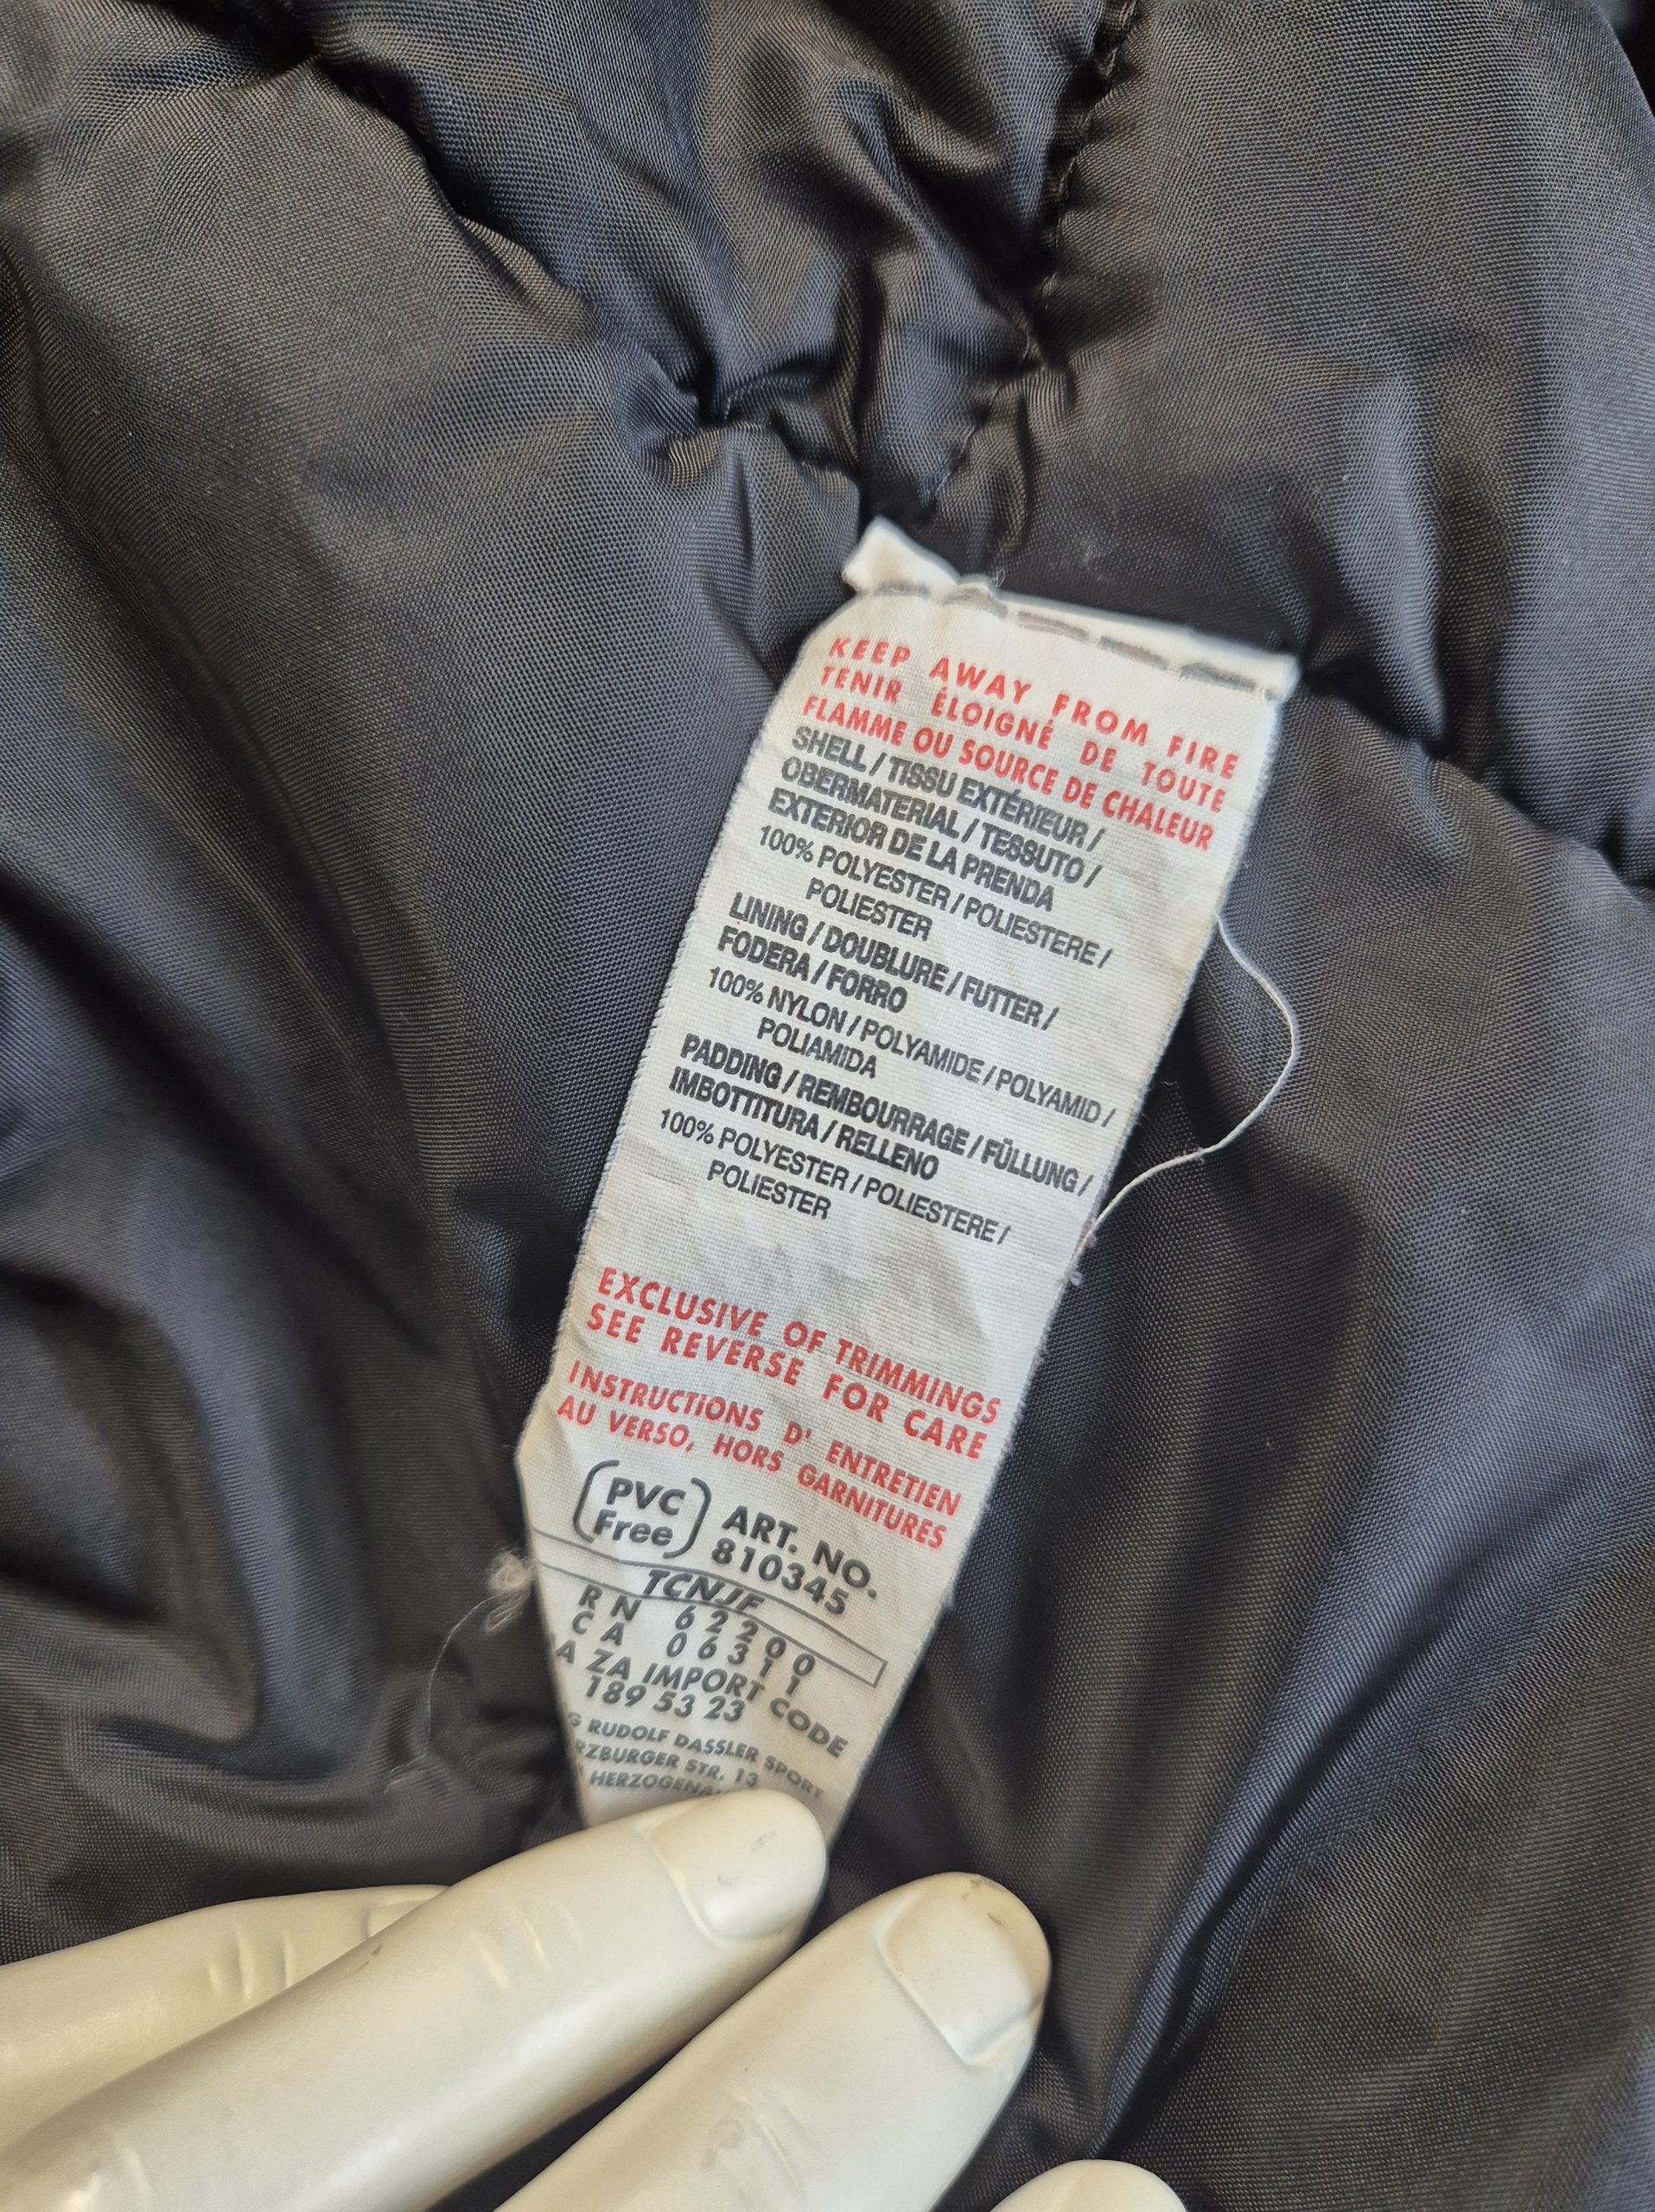 KEEP AWAY FROM FIRE
TENIR ÉLOIGNÉ DE TOUTE
FLAMME OU SOURCE DE CHALEUR
SHELL / TISSU EXTÉRIEUR /
OBERMATERIAL / TESSUTO /
EXTERIOR DE LA PRENDA
100% POLYESTER / POLIESTERE /
POLIESTER
LINING / DOUBLURE / FUTTER /
FODERA / FORRO
100% NYLON / POLYAMIDE / POLYAMID /
POLIAMIDA
PADDING / REMBOURRAGE / FÜLLUNG /
IMBOTTITURA / RELLENO
100% POLYESTER / POLIESTERE /
POLIESTER
EXCLUSIVE OF TRIMMINGS
SEE REVERSE FOR CARE
INSTRUCTIONS D' ENTRETIEN
AU VERSO, HORS GARNITURES
PVC
Free
ART. NO.
810345
TCN/F
RN 62200
CA 06311
ZA IMPORT CODE
189 53 23
RUDOLF DASSLER SPORT
STR. 13